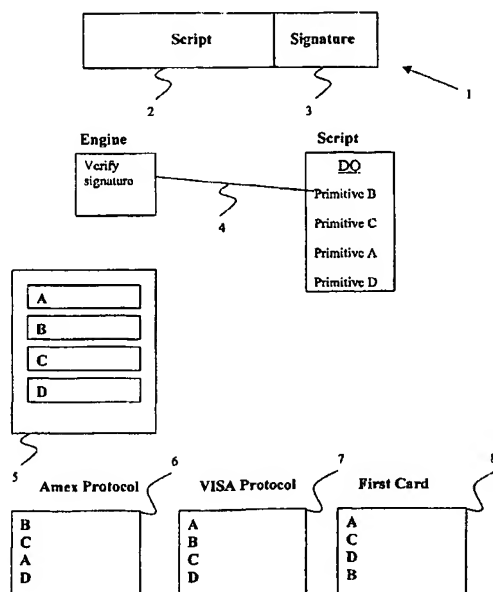 Script Signature
2 3 1
Engine Script
Verify
signature
DO
Primitive B
Primitive C
Primitive A
Primitive D
4
A
B
C
D
5 6 7 8
Amex Protocol VISA Protocol First Card
B
C
A
D
A
B
C
D
A
C
D
B